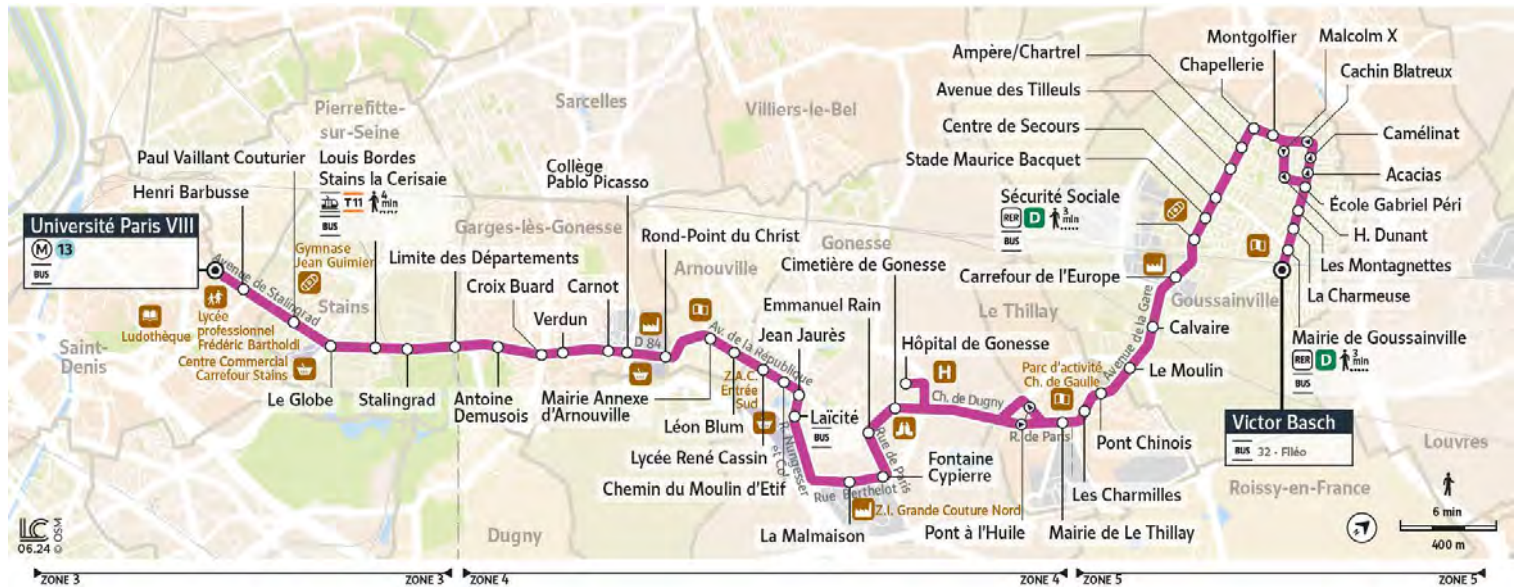 Université Paris VIII
M 13
BUS
Henri Barbusse
Paul Vaillant Couturier
Pierrefitte-
sur-Seine
Louis Bordes
Stains la Cerisaie
T11
4
min
BUS
Gymnase
Jean Guimier
Avenue de Stalingrad
Ludothèque
Lycée
professionnel
Frédéric Bartholdi
Centre Commercial
Carrefour Stains
Stains
Saint-
Denis
Le Globe
Stalingrad
Limite des Départements
Antoine
Demusois
Garges-lès-Gonesse
Croix Buard
Verdun
Carnot
Sarcelles
Collège
Pablo Picasso
D 84
Rond-Point du Christ
Arnouville
Mairie Annexe
d'Arnouville
Av. de la République
Léon Blum
Z.A.C.
Entrée
Sud
Lycée René Cassin
Chemin du Moulin d'Etif
Jean Jaurès
Laïcité
BUS
R. Nungesser
et Coli
Rue Berthelot
La Malmaison
Z.I. Grande Couture Nord
Fontaine
Cypierre
Rue de Paris
Emmanuel Rain
Cimetière de Gonesse
Gonesse
Villiers-le-Bel
Hôpital de Gonesse
H
Ch. de Dugny
Pont à l'Huile
R. de Paris
Parc d'activité
Ch. de Gaulle
Mairie de Le Thillay
Le Thillay
Les Charmilles
Pont Chinois
Avenue de la Gare
Le Moulin
Calvaire
Goussainville
Carrefour de l'Europe
Sécurité Sociale
RER D
3
min
BUS
Stade Maurice Bacquet
Centre de Secours
Avenue des Tilleuls
Ampère/Chartrel
Chapellerie
Montgolfier
Malcolm X
Cachin Blatreux
Camélinat
Acacias
École Gabriel Péri
H. Dunant
Les Montagnettes
La Charmeuse
Mairie de Goussainville
RER D
3
min
BUS
Victor Basch
BUS 32 - Filéo
Louvres
Roissy-en-France
Dugny
6 min
400 m
LC
06.24
© OSM
ZONE 3
ZONE 3
ZONE 4
ZONE 4
ZONE 5
ZONE 5